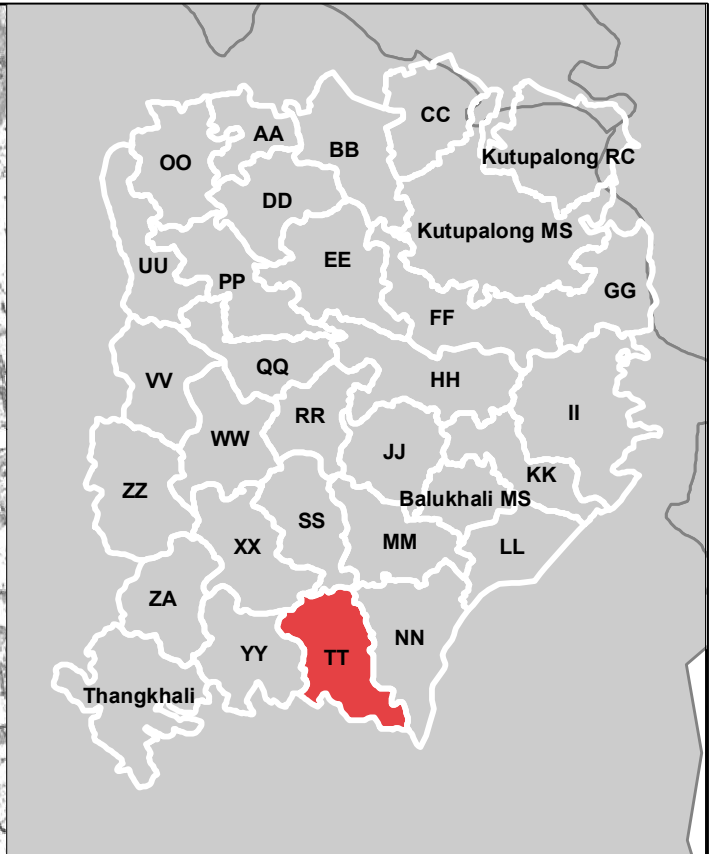 CC
AA
BB
Kutupalong RC
OO
DD
Kutupalong MS
EE
UU
PP
GG
FF
QQ
VV
HH
RR
II
WW
JJ
KK
ZZ
Balukhali MS
SS
XX
MM
LL
ZA
NN
YY
TT
Thangkhali